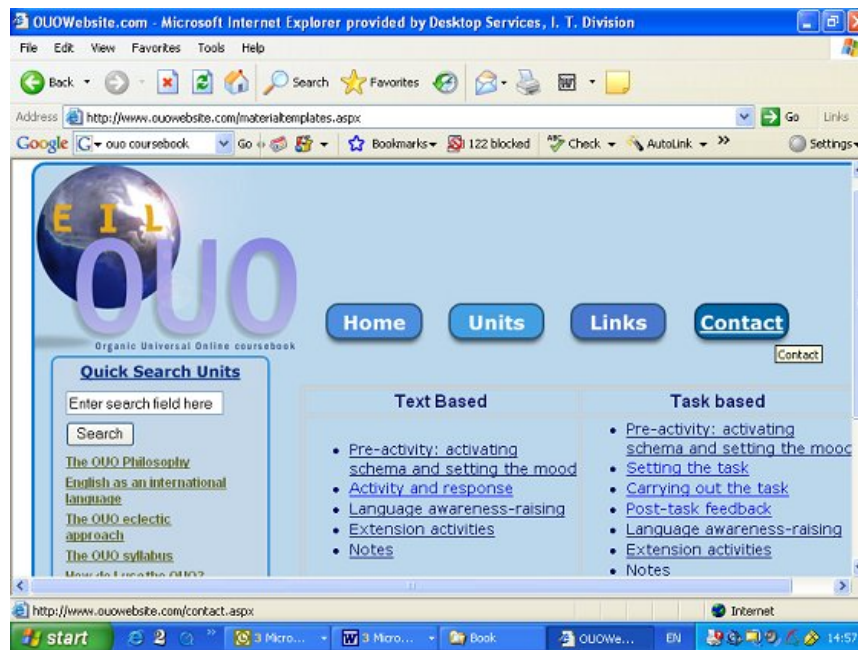 OUOWebsite.com - Microsoft Internet Explorer provided by Desktop Services, I. T. Division
File Edit View Favorites Tools Help
Back Search Favorites
Address http://www.ouowebsite.com/materialtemplates.aspx Go Links
Google G ouo coursebook Go Bookmarks 122 blocked ABC Check AutoLink Settings
EIL
OUO
Organic Universal Online coursebook
Home Units Links Contact
Contact
Quick Search Units
Enter search field here
Search
The OUO Philosophy
English as an international
language
The OUO eclectic
approach
The OUO syllabus
How do I use the OUO?
Text Based
Pre-activity: activating
schema and setting the mood
Activity and response
Language awareness-raising
Extension activities
Notes
Task based
Pre-activity: activating
schema and setting the mood
Setting the task
Carrying out the task
Post-task feedback
Language awareness-raising
Extension activities
Notes
http://www.ouowebsite.com/contact.aspx Internet
start 3 Micro... 3 Micro... Book OUOWe... EN 14:57